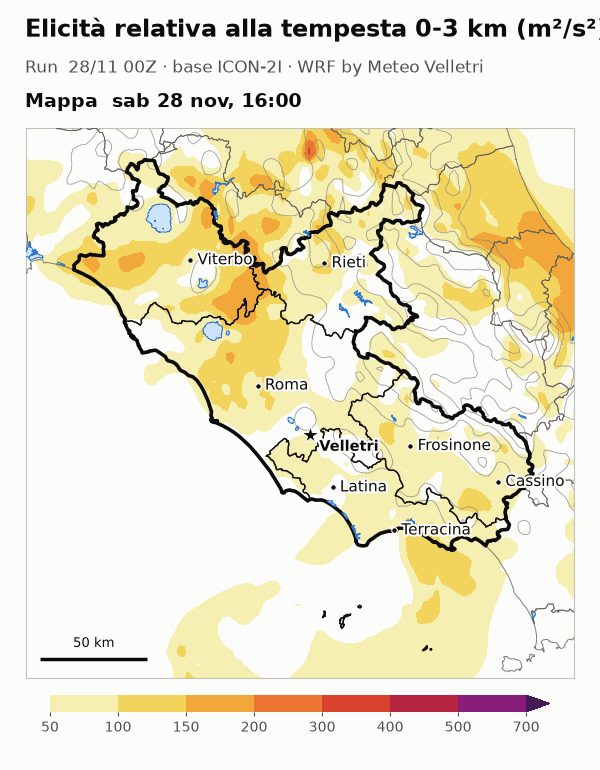 Elicità relativa alla tempesta 0-3 km (m²/s²)
Run 28/11 00Z · base ICON-2I · WRF by Meteo Velletri
Mappa sab 28 nov, 16:00
Viterbo
Rieti
Roma
Velletri
Frosinone
Cassino
Latina
Terracina
50 km
50 100 150 200 300 400 500 700